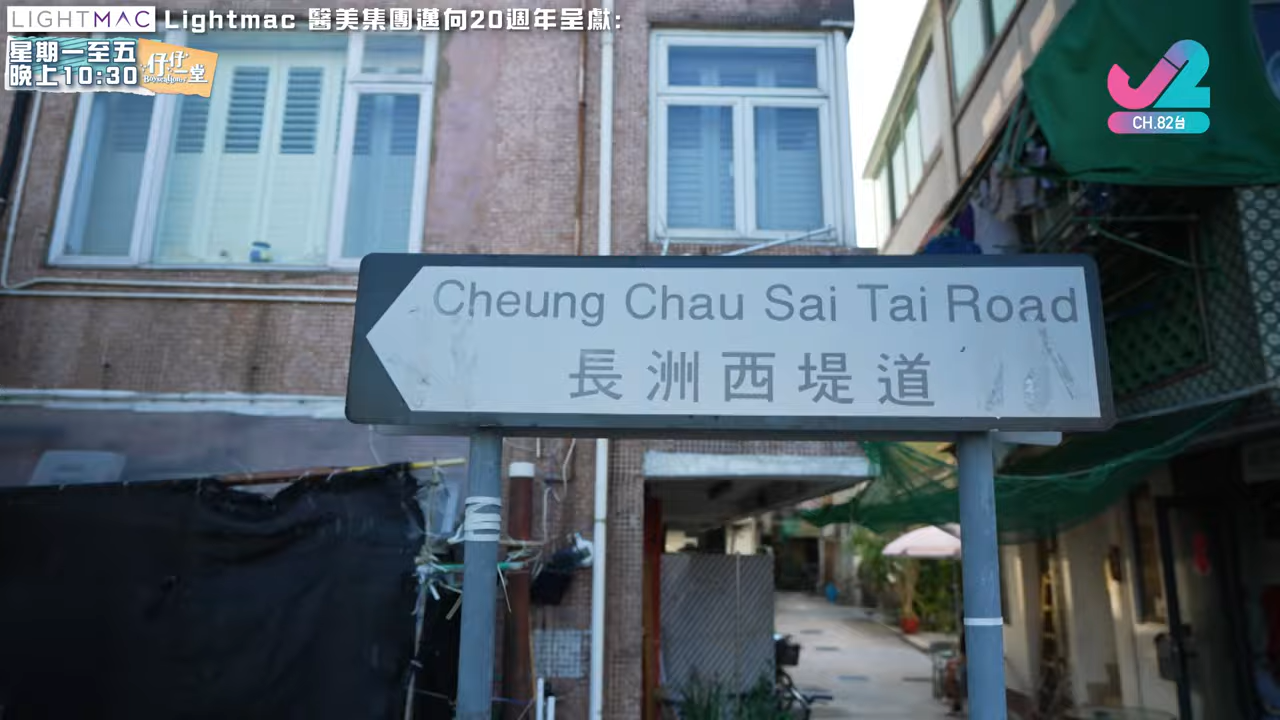 LIGHTMAC Lightmac 醫美集團邁向20週年呈獻:
星期一至五
晚上10:30
仔仔一堂
J2
CH.82台
Cheung Chau Sai Tai Road
長洲西堤道